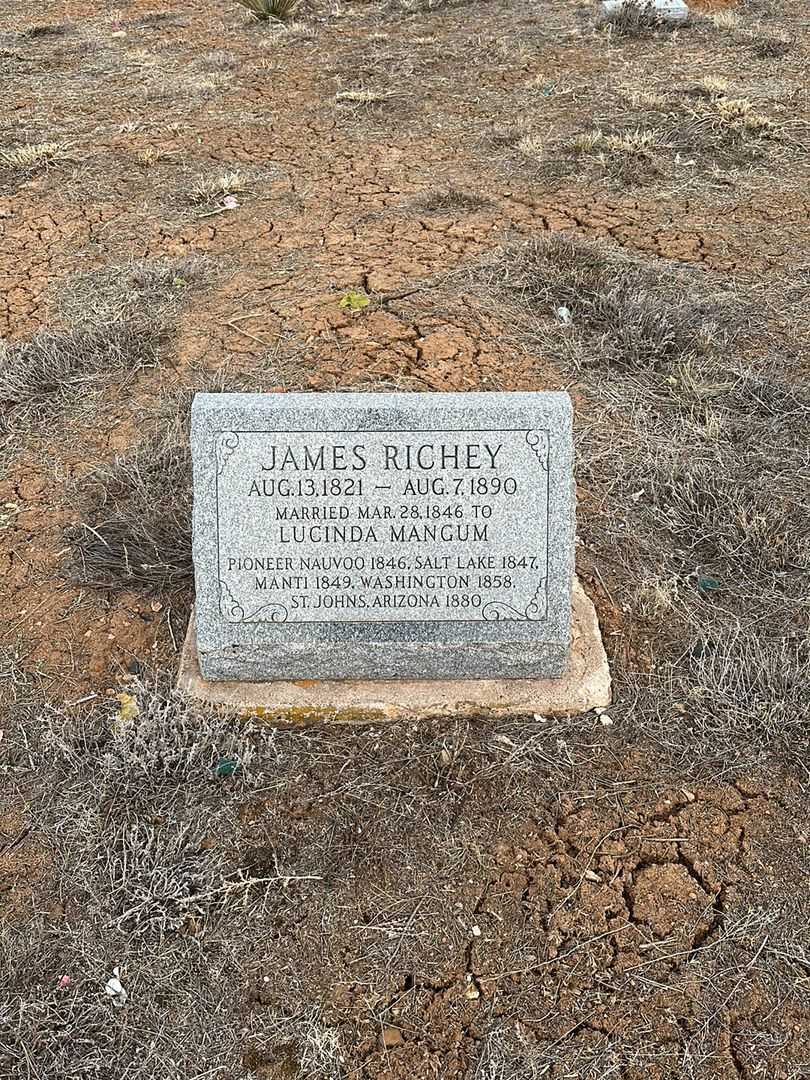 JAMES RICHEY
AUG. 13, 1821 — AUG. 7, 1890
MARRIED MAR. 28, 1846 TO
LUCINDA MANGUM
PIONEER NAUVOO 1846, SALT LAKE 1847,
MANTI 1849, WASHINGTON 1858,
ST. JOHNS, ARIZONA 1880